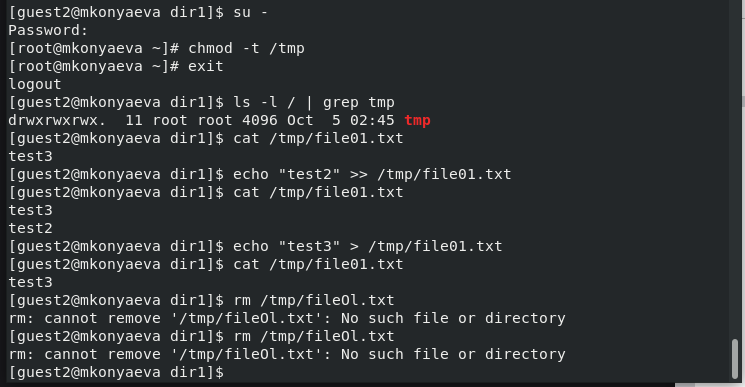 [guest2@mkonyaeva dir1]$ su -
Password:
[root@mkonyaeva ~]# chmod -t /tmp
[root@mkonyaeva ~]# exit
logout
[guest2@mkonyaeva dir1]$ ls -l / | grep tmp
drwxrwxrwx.  11 root root 4096 Oct  5 02:45 tmp
[guest2@mkonyaeva dir1]$ cat /tmp/file01.txt
test3
[guest2@mkonyaeva dir1]$ echo "test2" >> /tmp/file01.txt
[guest2@mkonyaeva dir1]$ cat /tmp/file01.txt
test3
test2
[guest2@mkonyaeva dir1]$ echo "test3" > /tmp/file01.txt
[guest2@mkonyaeva dir1]$ cat /tmp/file01.txt
test3
[guest2@mkonyaeva dir1]$ rm /tmp/fileOl.txt
rm: cannot remove '/tmp/fileOl.txt': No such file or directory
[guest2@mkonyaeva dir1]$ rm /tmp/fileOl.txt
rm: cannot remove '/tmp/fileOl.txt': No such file or directory
[guest2@mkonyaeva dir1]$